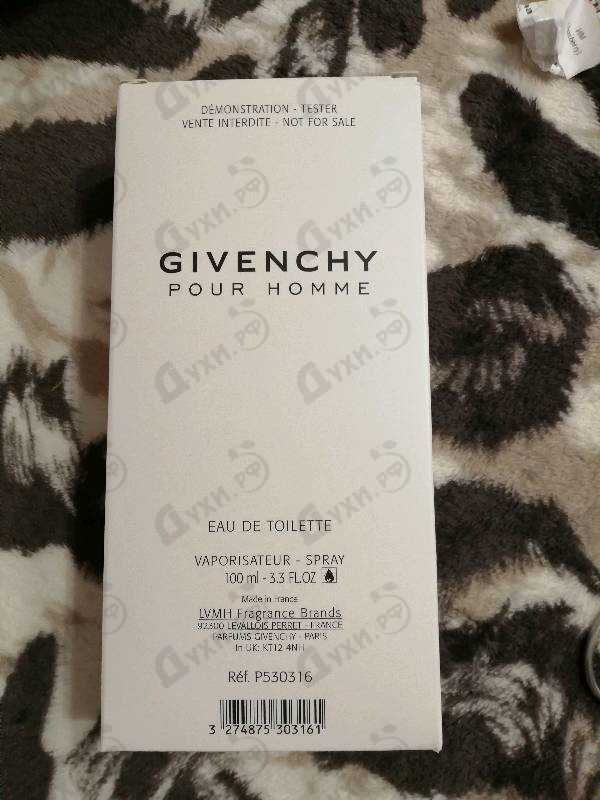 DÉMONSTRATION - TESTER
VENTE INTERDITE - NOT FOR SALE
GIVENCHY
POUR HOMME
EAU DE TOILETTE
VAPORISATEUR - SPRAY
100 ml - 3.3 FL.OZ
Made in France
LVMH Fragrance Brands
92300 LEVALLOIS PERRET - FRANCE
PARFUMS GIVENCHY - PARIS
In UK: KT12 4NH
Réf. P530316
3 274875 303161
Духи.рф